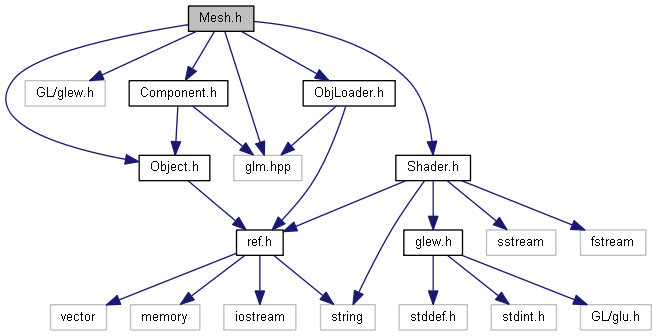 Mesh.h
GL/glew.h
Component.h
ObjLoader.h
Object.h
glm.hpp
Shader.h
ref.h
glew.h
sstream
fstream
vector
memory
iostream
string
stddef.h
stdint.h
GL/glu.h